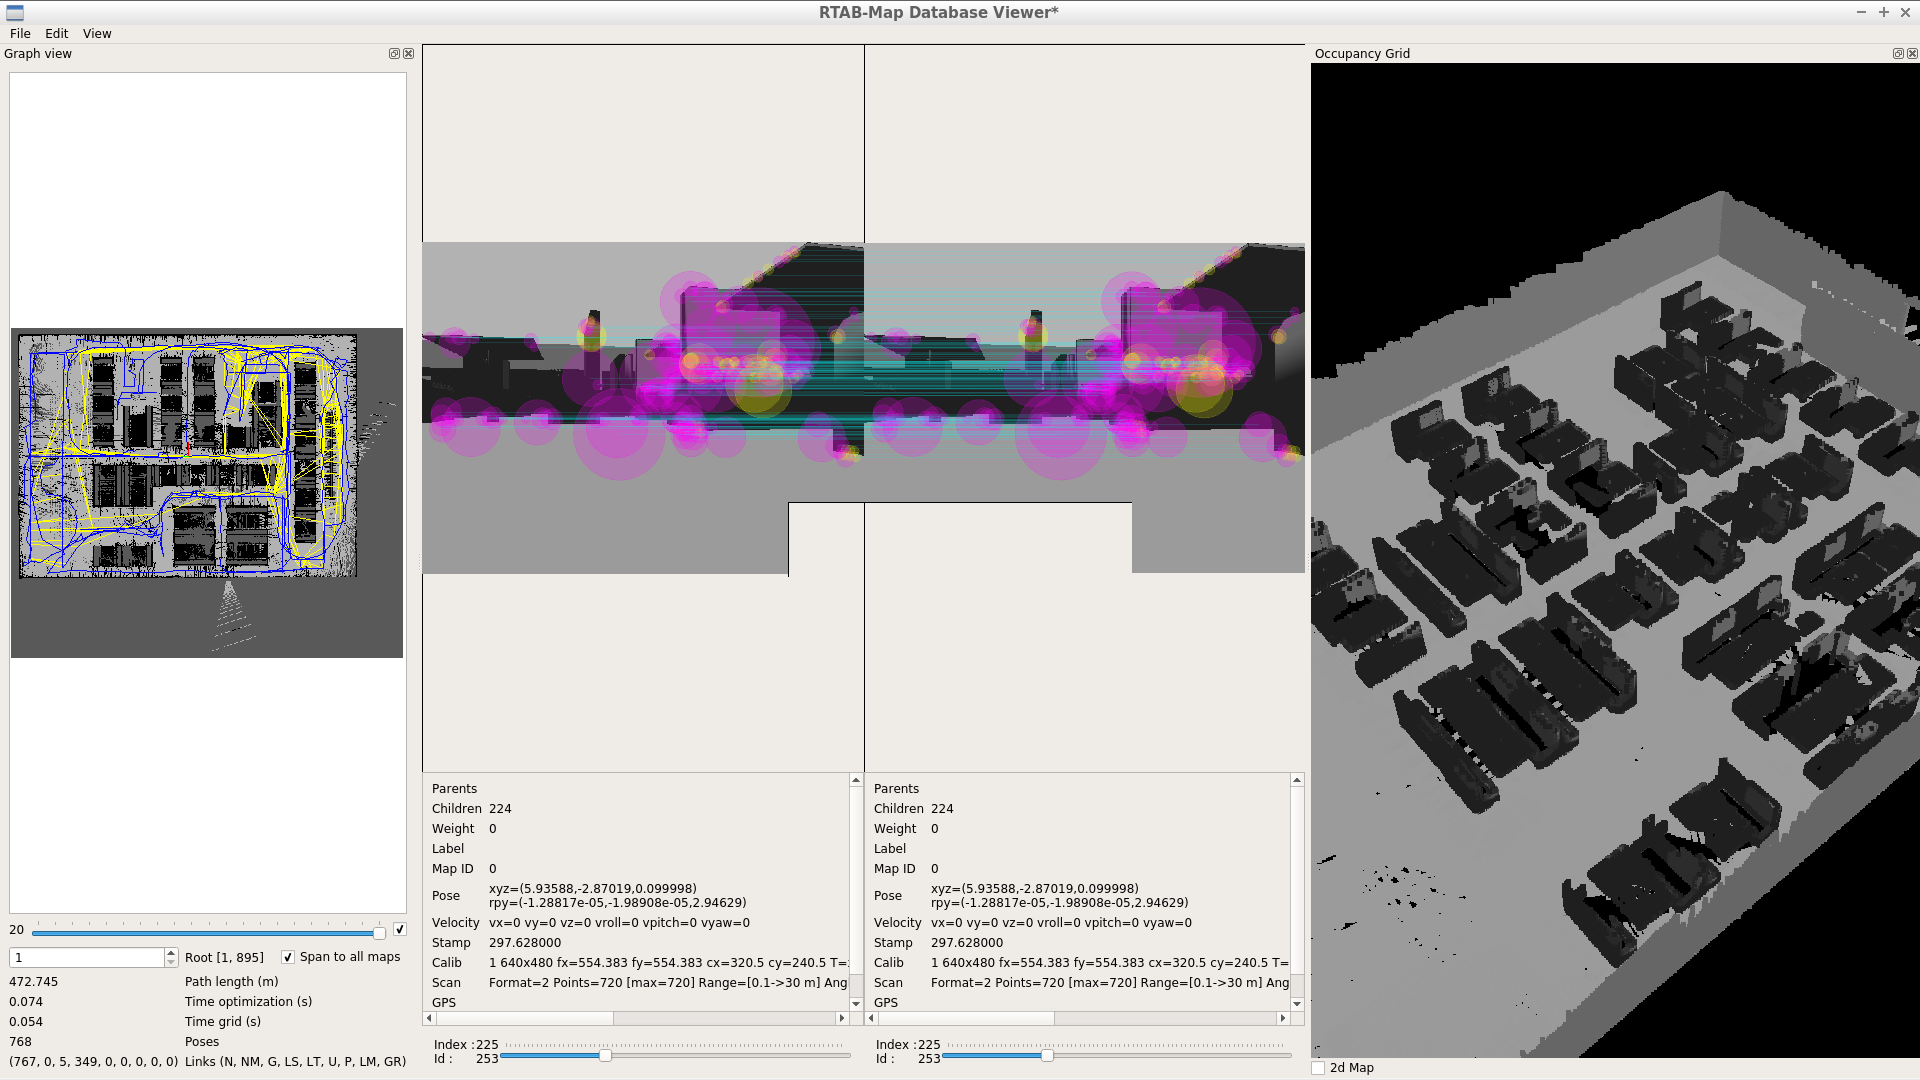 RTAB-Map Database Viewer*
File Edit View
Graph view
20
1 Root [1, 895] Span to all maps
472.745 Path length (m)
0.074 Time optimization (s)
0.054 Time grid (s)
768 Poses
(767, 0, 5, 349, 0, 0, 0, 0, 0) Links (N, NM, G, LS, LT, U, P, LM, GR)
Parents
Children 224
Weight 0
Label
Map ID 0
Pose xyz=(5.93588,-2.87019,0.099998)
rpy=(-1.28817e-05,-1.98908e-05,2.94629)
Velocity vx=0 vy=0 vz=0 vroll=0 vpitch=0 vyaw=0
Stamp 297.628000
Calib 1 640x480 fx=554.383 fy=554.383 cx=320.5 cy=240.5 T=
Scan Format=2 Points=720 [max=720] Range=[0.1->30 m] Ang
GPS
Index : 225
Id : 253
Parents
Children 224
Weight 0
Label
Map ID 0
Pose xyz=(5.93588,-2.87019,0.099998)
rpy=(-1.28817e-05,-1.98908e-05,2.94629)
Velocity vx=0 vy=0 vz=0 vroll=0 vpitch=0 vyaw=0
Stamp 297.628000
Calib 1 640x480 fx=554.383 fy=554.383 cx=320.5 cy=240.5 T=
Scan Format=2 Points=720 [max=720] Range=[0.1->30 m] Ang
GPS
Index : 225
Id : 253
Occupancy Grid
2d Map